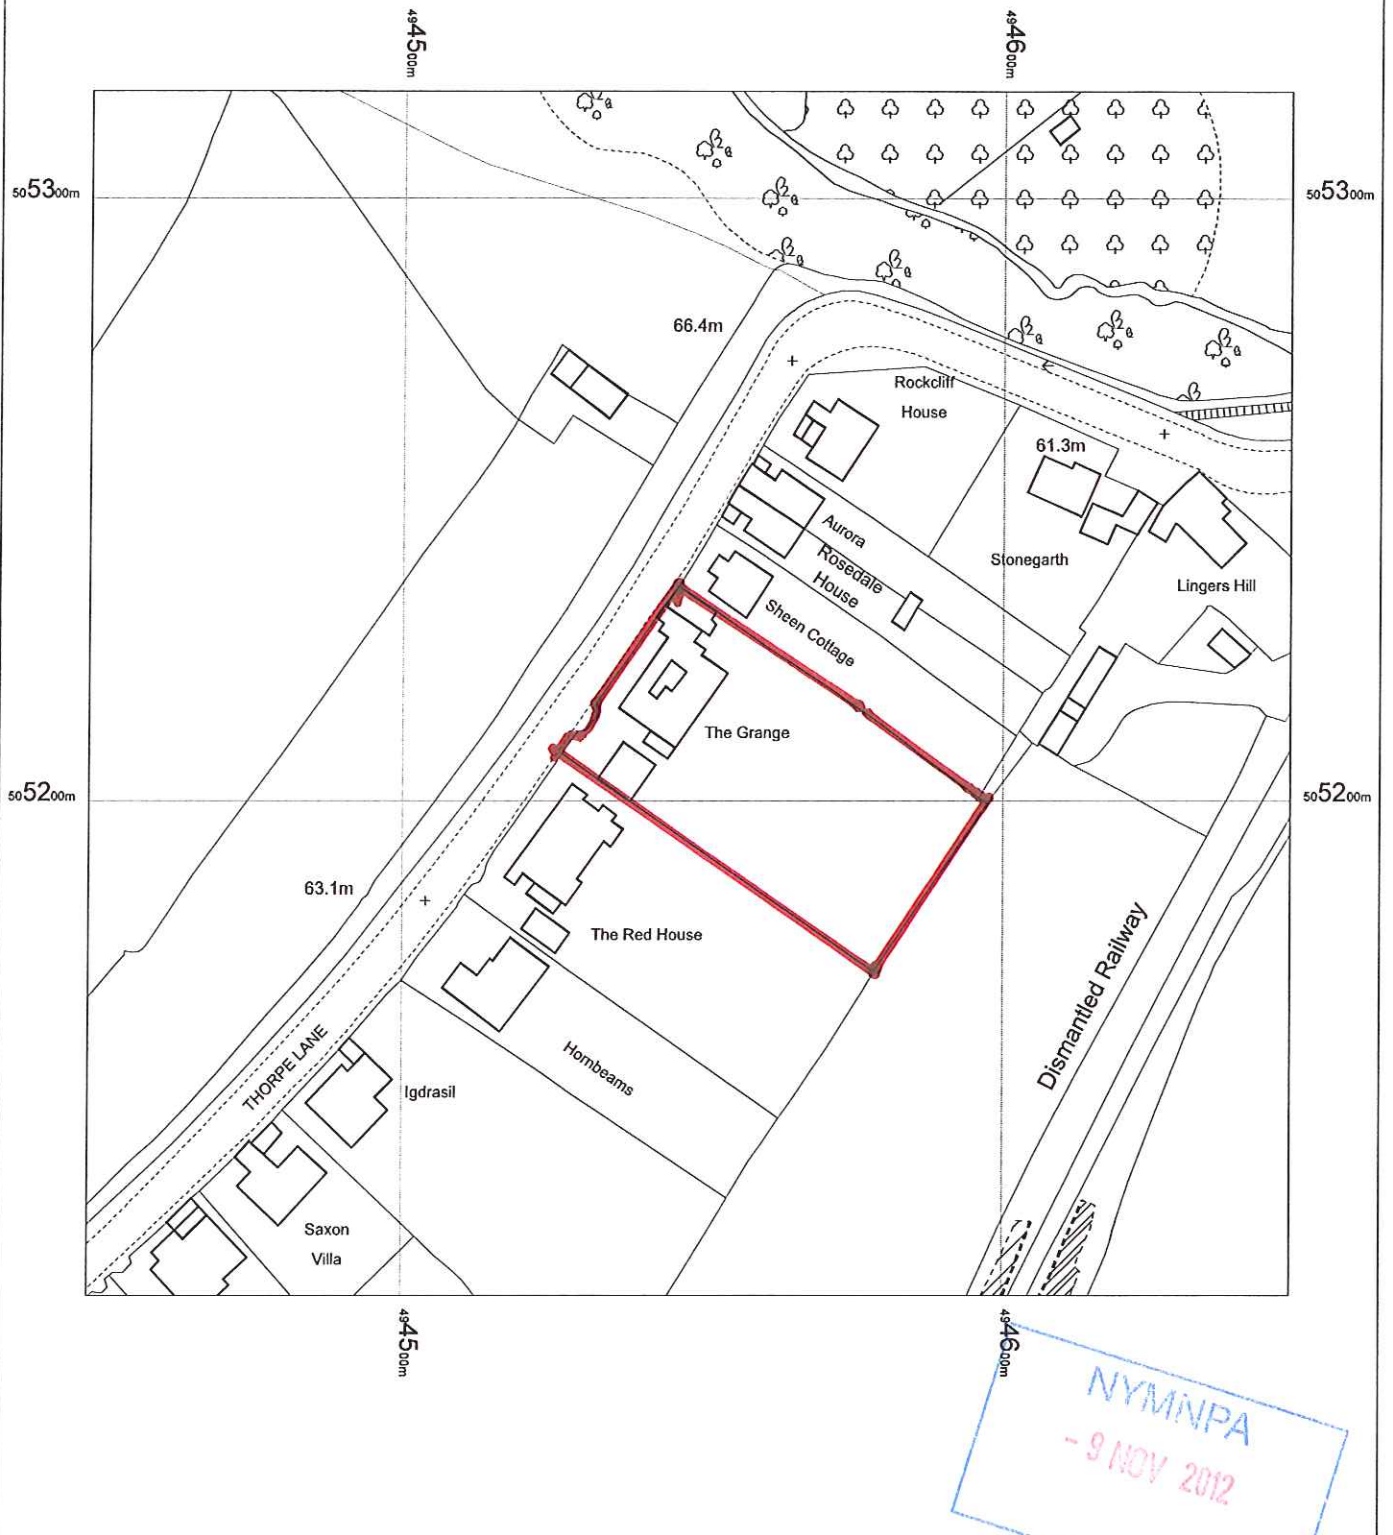 494500m
494600m
505300m
505300m
66.4m
Rockcliff
House
61.3m
Aurora
Rosedale
House
Stonegarth
Lingers Hill
Sheen Cottage
The Grange
505200m
505200m
63.1m
The Red House
Dismantled Railway
THORPE LANE
Hornbeams
Igdrasil
Saxon
Villa
494500m
494600m
NYMNPA
- 9 NOV 2012